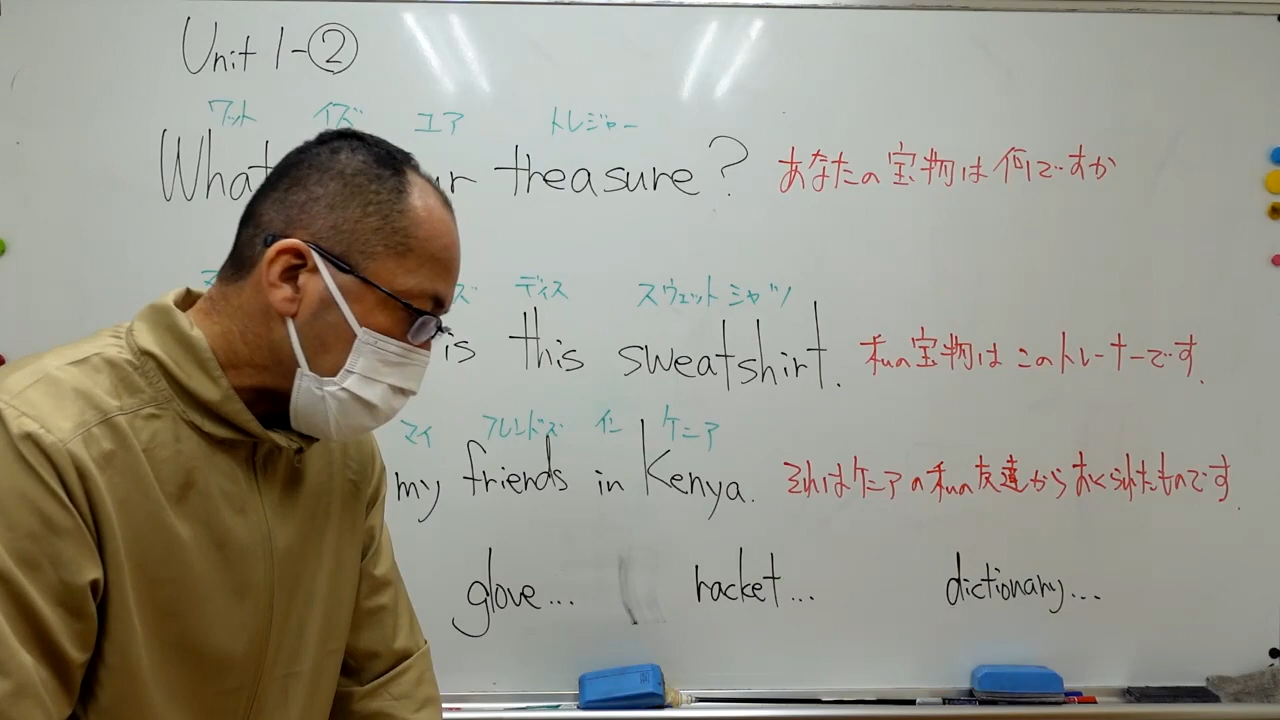 Unit 1-②
ワット イズ ユア トレジャー
What ur treasure? あなたの宝物は何ですか
ズ ディス スウェットシャツ
is this sweatshirt. 私の宝物はこのトレーナーです.
マイ フレンドズ イン ケニア
my friends in Kenya. それはケニアの私の友達からおくられたものです.
glove... racket... dictionary...